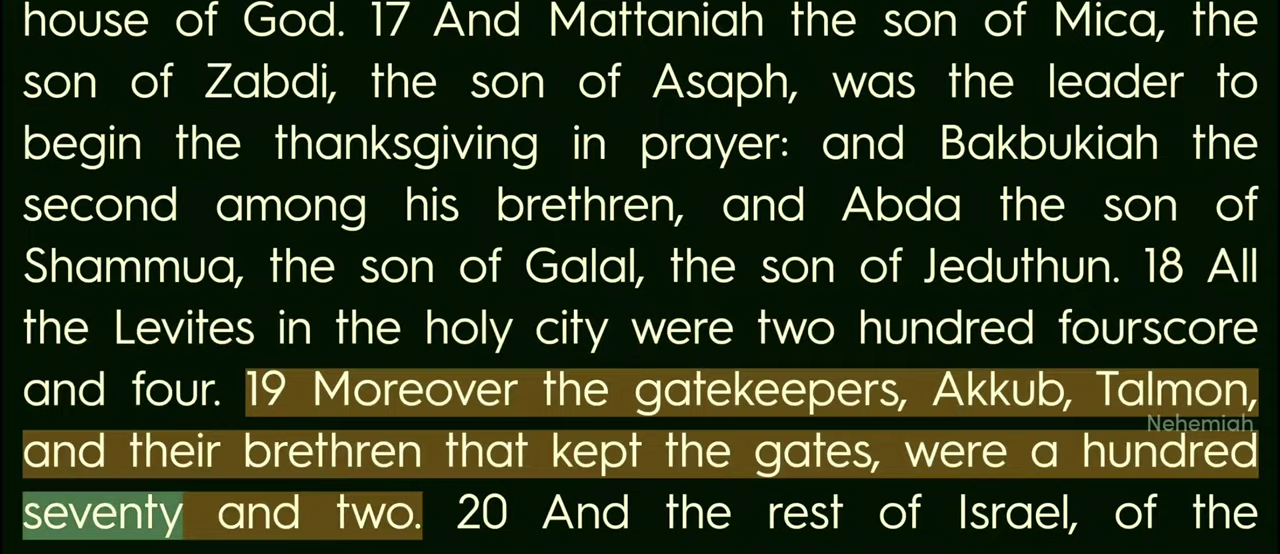 house of God. 17 And Mattaniah the son of Mica, the
son of Zabdi, the son of Asaph, was the leader to
begin the thanksgiving in prayer: and Bakbukiah the
second among his brethren, and Abda the son of
Shammua, the son of Galal, the son of Jeduthun. 18 All
the Levites in the holy city were two hundred fourscore
and four. 19 Moreover the gatekeepers, Akkub, Talmon,
Nehemiah
and their brethren that kept the gates, were a hundred
seventy and two. 20 And the rest of Israel, of the